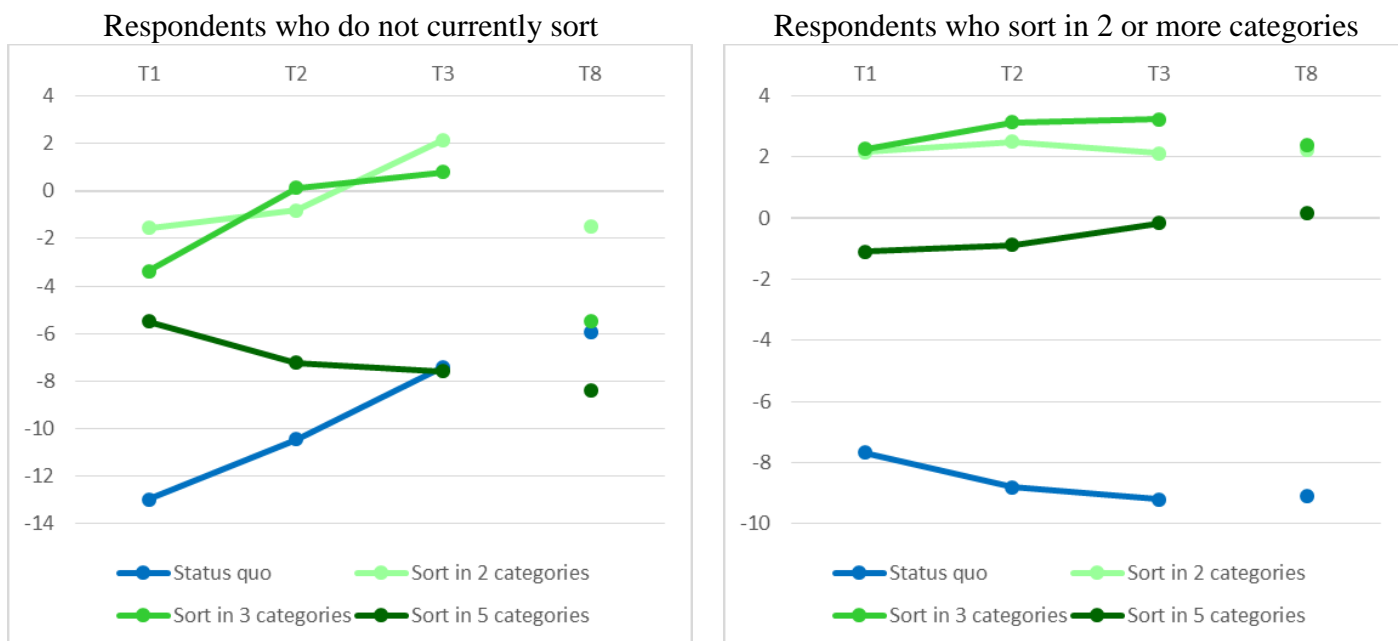 Respondents who do not currently sort
T1 T2 T3 T8
4
2
0
-2
-4
-6
-8
-10
-12
-14
Status quo Sort in 2 categories
Sort in 3 categories Sort in 5 categories
Respondents who sort in 2 or more categories
T1 T2 T3 T8
4
2
0
-2
-4
-6
-8
-10
Status quo Sort in 2 categories
Sort in 3 categories Sort in 5 categories